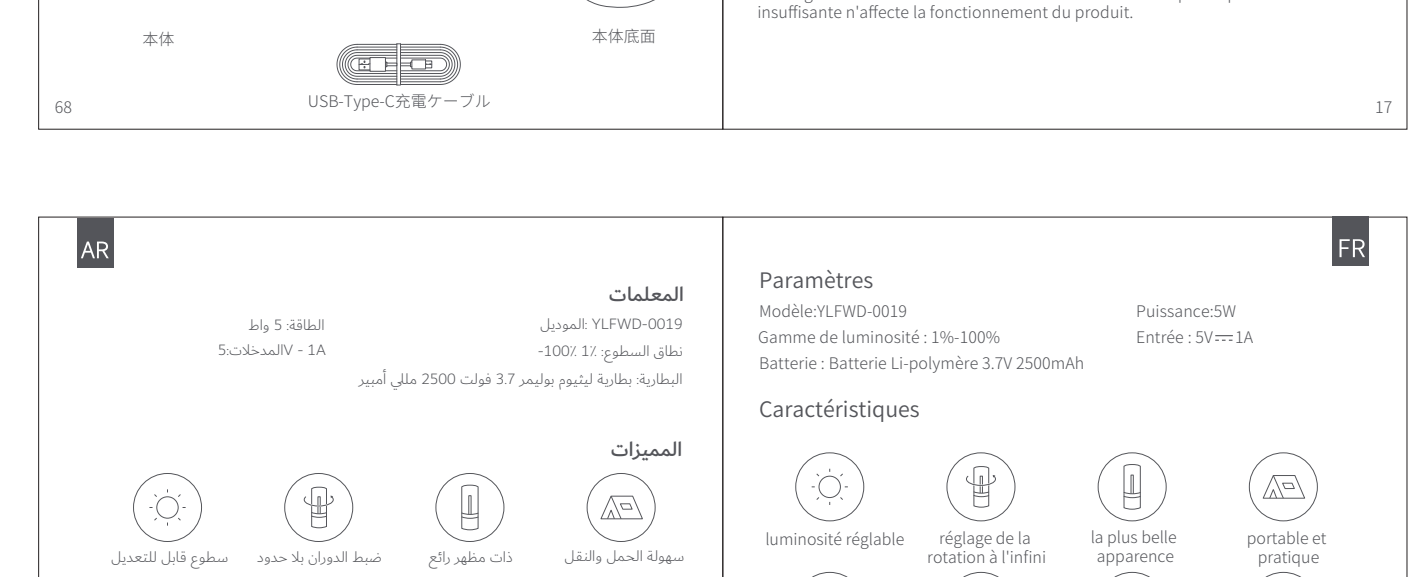 本体
本体底面
USB-Type-C充電ケーブル
68
insuffisante n'affecte la fonctionnement du produit.
17
AR
المعلمات
YLFWD-0019 :الموديل
الطاقة: 5 واط
نطاق السطوع: 1٪ 100٪-
المدخلات:5V - 1A
البطارية: بطارية ليثيوم بوليمر 3.7 فولت 2500 مللي أمبير
المميزات
سهولة الحمل والنقل
ذات مظهر رائع
ضبط الدوران بلا حدود
سطوع قابل للتعديل
FR
Paramètres
Modèle:YLFWD-0019
Puissance:5W
Gamme de luminosité : 1%-100%
Entrée : 5V⎓1A
Batterie : Batterie Li-polymère 3.7V 2500mAh
Caractéristiques
luminosité réglable
réglage de la
rotation à l'infini
la plus belle
apparence
portable et
pratique